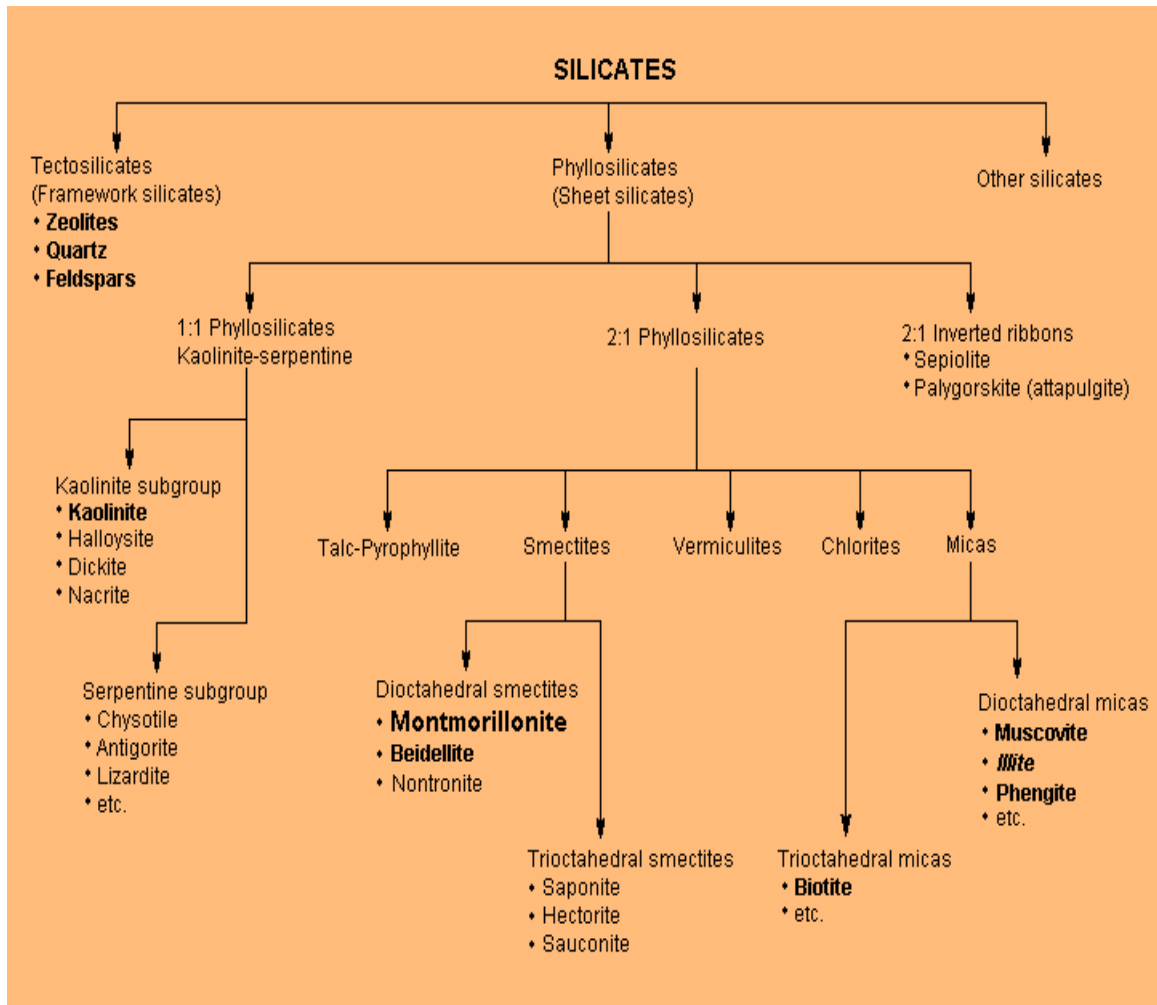 SILICATES
Tectosilicates
(Framework silicates)
• Zeolites
• Quartz
• Feldspars
Phyllosilicates
(Sheet silicates)
Other silicates
1:1 Phyllosilicates
Kaolinite-serpentine
2:1 Phyllosilicates
2:1 Inverted ribbons
• Sepiolite
• Palygorskite (attapulgite)
Kaolinite subgroup
• Kaolinite
• Halloysite
• Dickite
• Nacrite
Talc-Pyrophyllite
Smectites
Vermiculites
Chlorites
Micas
Serpentine subgroup
• Chysotile
• Antigorite
• Lizardite
• etc.
Dioctahedral smectites
• Montmorillonite
• Beidellite
• Nontronite
Dioctahedral micas
• Muscovite
• Illite
• Phengite
• etc.
Trioctahedral smectites
• Saponite
• Hectorite
• Sauconite
Trioctahedral micas
• Biotite
• etc.